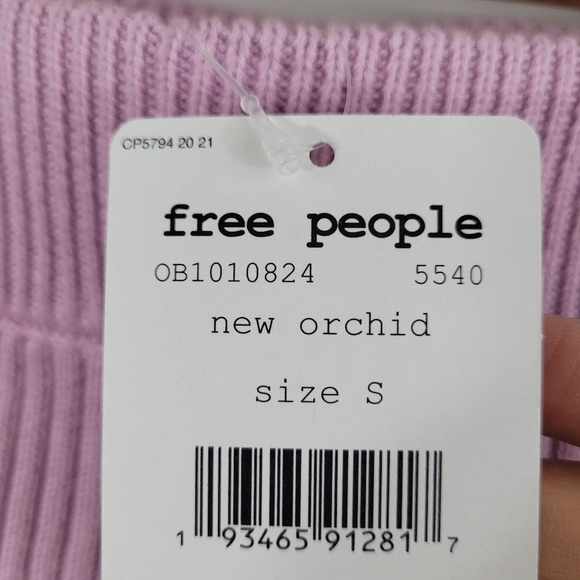 CP5794 20 21
free people
OB1010824 5540
new orchid
size S
1 93465 91281 7